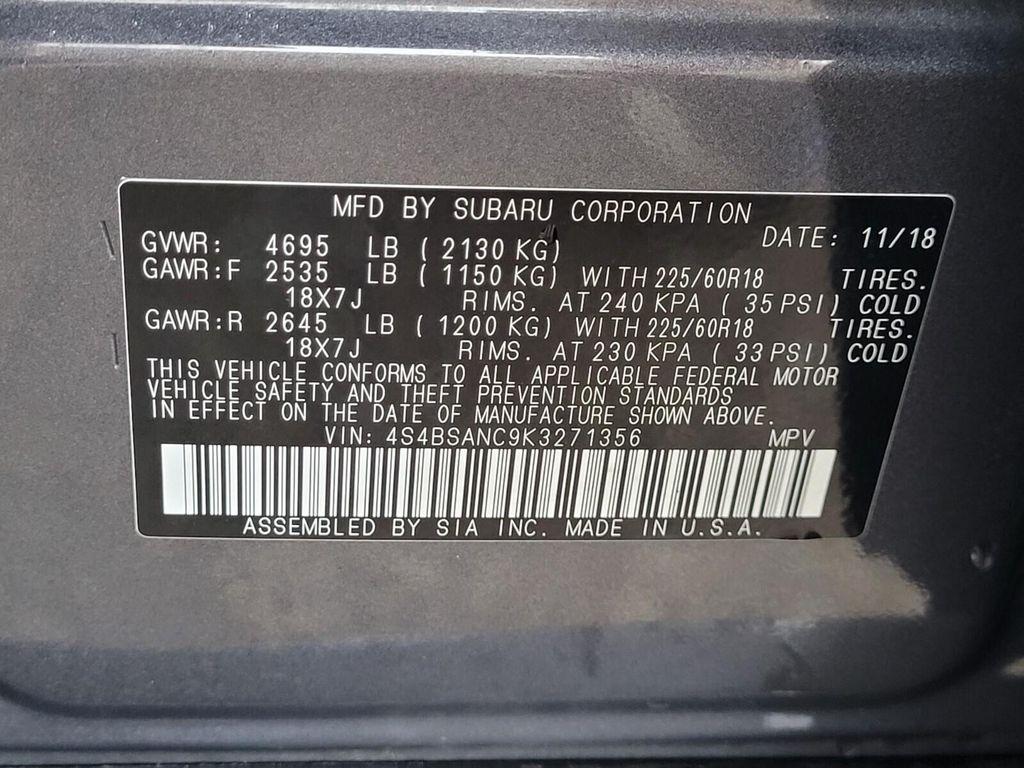 MFD BY SUBARU CORPORATION
GVWR: 4695 LB ( 2130 KG) DATE: 11/18
GAWR:F 2535 LB ( 1150 KG) WITH 225/60R18 TIRES.
18X7J RIMS. AT 240 KPA ( 35 PSI) COLD
GAWR:R 2645 LB ( 1200 KG) WITH 225/60R18 TIRES.
18X7J RIMS. AT 230 KPA ( 33 PSI) COLD
THIS VEHICLE CONFORMS TO ALL APPLICABLE FEDERAL MOTOR
VEHICLE SAFETY AND THEFT PREVENTION STANDARDS
IN EFFECT ON THE DATE OF MANUFACTURE SHOWN ABOVE.
VIN: 4S4BSANC9K3271356 MPV
ASSEMBLED BY SIA INC. MADE IN U.S.A.